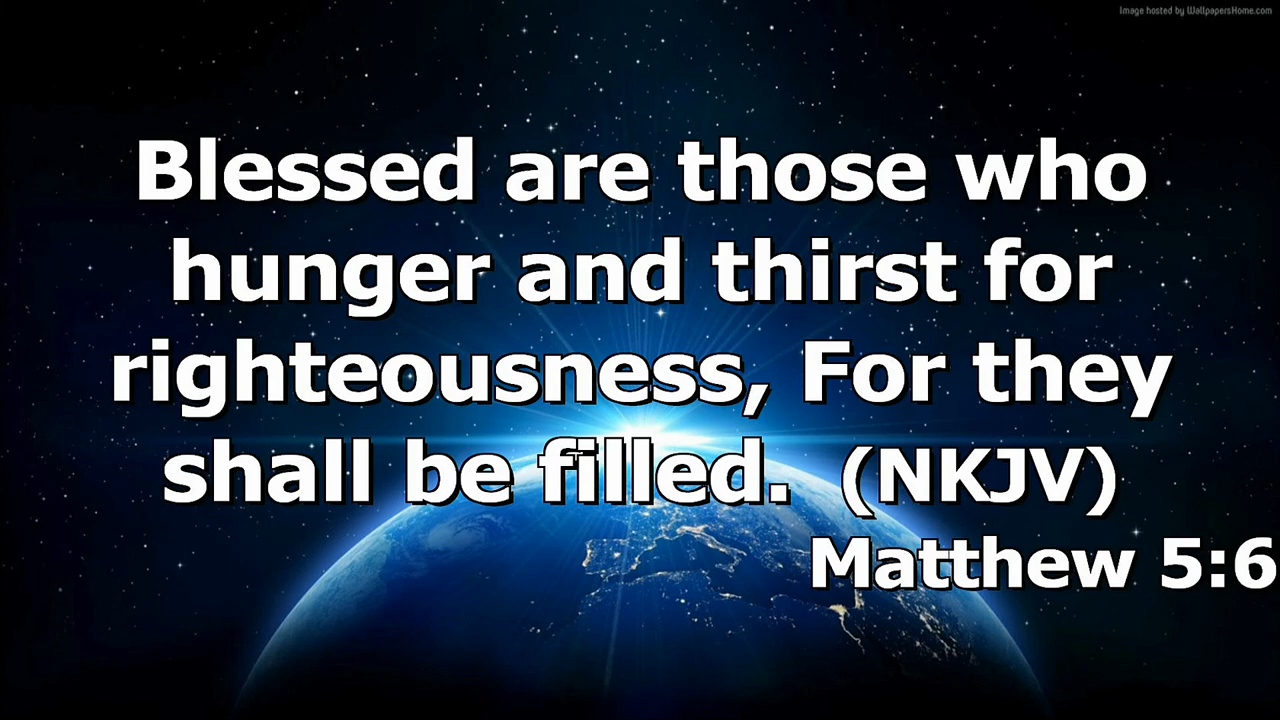 Image hosted by WallpapersHome.com
Blessed are those who
hunger and thirst for
righteousness, For they
shall be filled. (NKJV)
Matthew 5:6